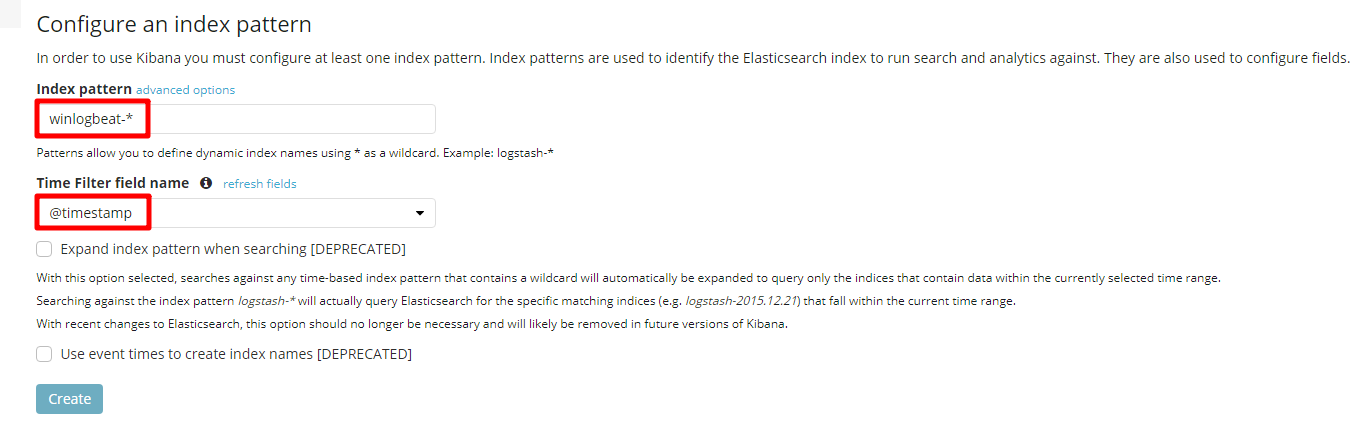 Configure an index pattern
In order to use Kibana you must configure at least one index pattern. Index patterns are used to identify the Elasticsearch index to run search and analytics against. They are also used to configure fields.
Index pattern advanced options
winlogbeat-*
Patterns allow you to define dynamic index names using * as a wildcard. Example: logstash-*
Time Filter field name refresh fields
@timestamp
Expand index pattern when searching [DEPRECATED]
With this option selected, searches against any time-based index pattern that contains a wildcard will automatically be expanded to query only the indices that contain data within the currently selected time range.
Searching against the index pattern logstash-* will actually query Elasticsearch for the specific matching indices (e.g. logstash-2015.12.21) that fall within the current time range.
With recent changes to Elasticsearch, this option should no longer be necessary and will likely be removed in future versions of Kibana.
Use event times to create index names [DEPRECATED]
Create